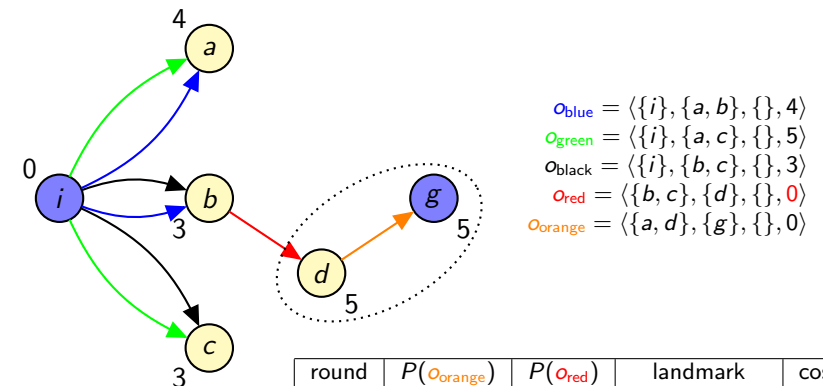 4
a
0
i
b
3
g
5
d
5
c
3
o_blue = ⟨{i}, {a, b}, {}, 4⟩
o_green = ⟨{i}, {a, c}, {}, 5⟩
o_black = ⟨{i}, {b, c}, {}, 3⟩
o_red = ⟨{b, c}, {d}, {}, 0⟩
o_orange = ⟨{a, d}, {g}, {}, 0⟩
round P(o_orange) P(o_red) landmark